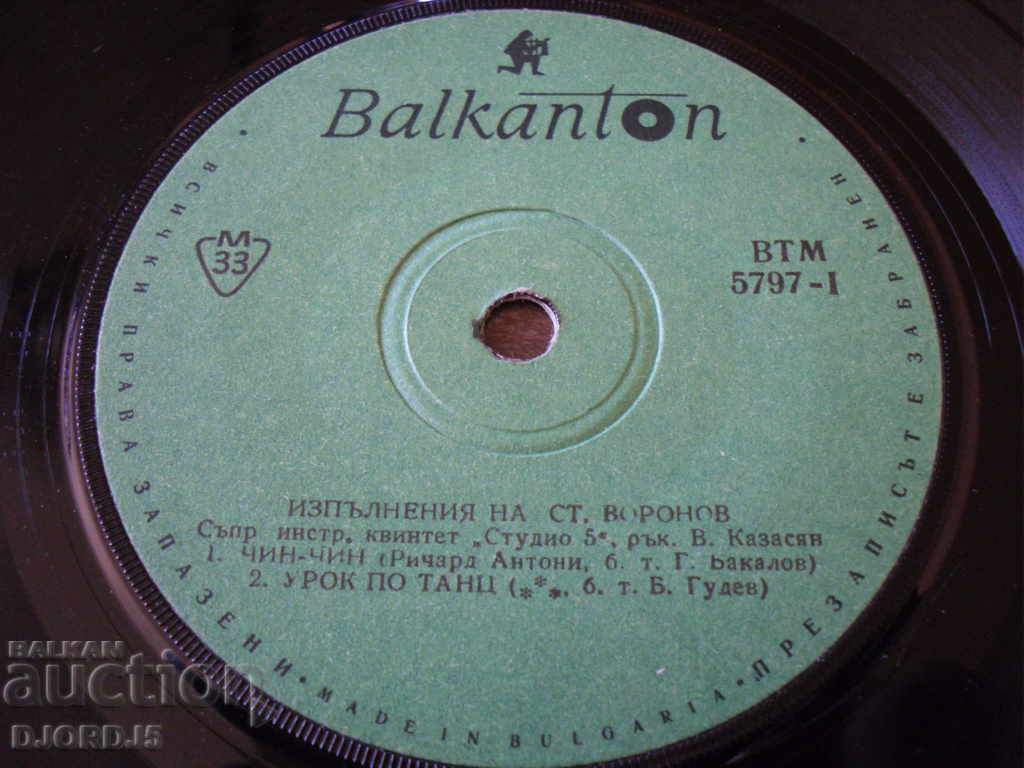 Balkanton
M
33
ВТМ
5797-I
ИЗПЪЛНЕНИЯ НА СТ. ВОРОНОВ
Съпр инстр. квинтет „Студио 5“, рък. В. Казасян
1. ЧИН-ЧИН (Ричард Антони, б. т. Г. Бакалов)
2. УРОК ПО ТАНЦ (***, б. т. Б. Гудев)
• ВСИЧКИ ПРАВА ЗАПАЗЕНИ • MADE IN BULGARIA • ПРЕЗАПИСЪТ Е ЗАБРАНЕН •
BALKAN
auction
DJORDJ5